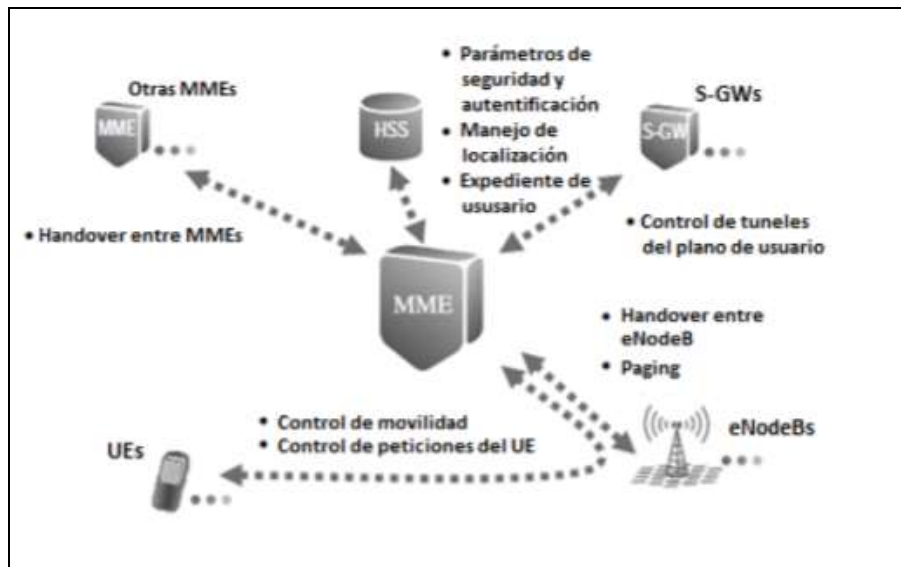 Otras MMEs
MME
HSS
• Parámetros de
seguridad y
autentificación
• Manejo de
localización
• Expediente de
ususario
S-GWs
S-GW
• Handover entre MMEs
• Control de tuneles
del plano de usuario
MME
• Handover entre
eNodeB
• Paging
• Control de movilidad
• Control de peticiones del UE
UEs
eNodeBs